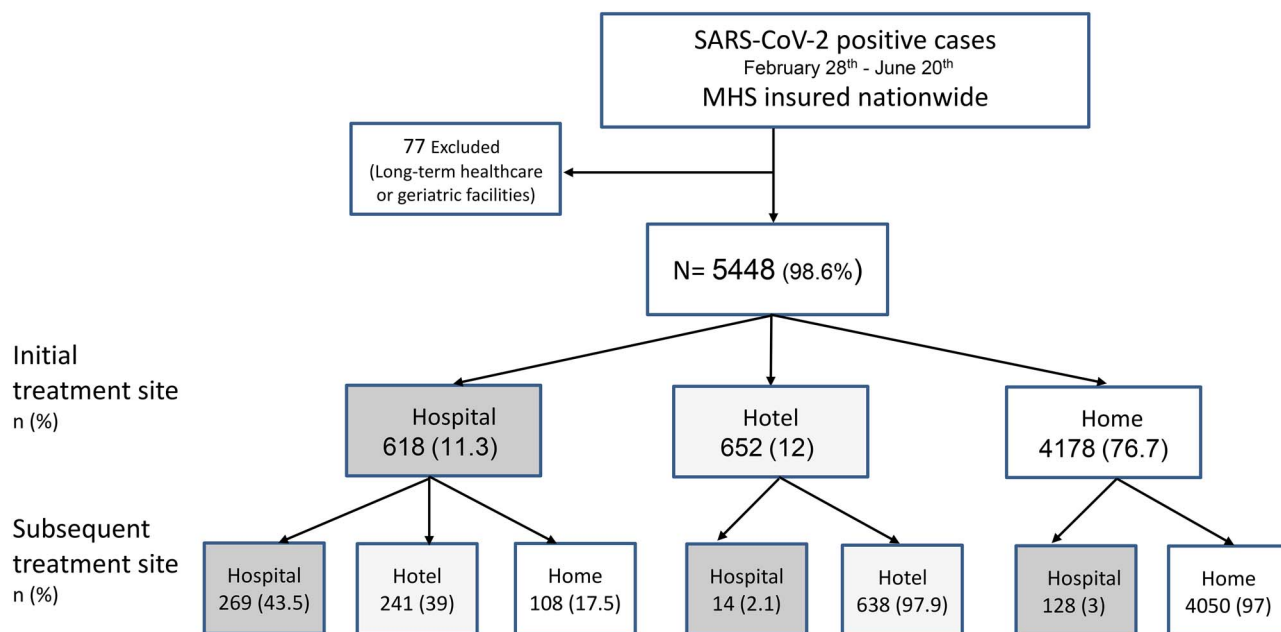 SARS-CoV-2 positive cases
February 28th - June 20th
MHS insured nationwide
77 Excluded
(Long-term healthcare
or geriatric facilities)
N= 5448 (98.6%)
Initial
treatment site
n (%)
Hospital
618 (11.3)
Hotel
652 (12)
Home
4178 (76.7)
Subsequent
treatment site
n (%)
Hospital
269 (43.5)
Hotel
241 (39)
Home
108 (17.5)
Hospital
14 (2.1)
Hotel
638 (97.9)
Hospital
128 (3)
Home
4050 (97)